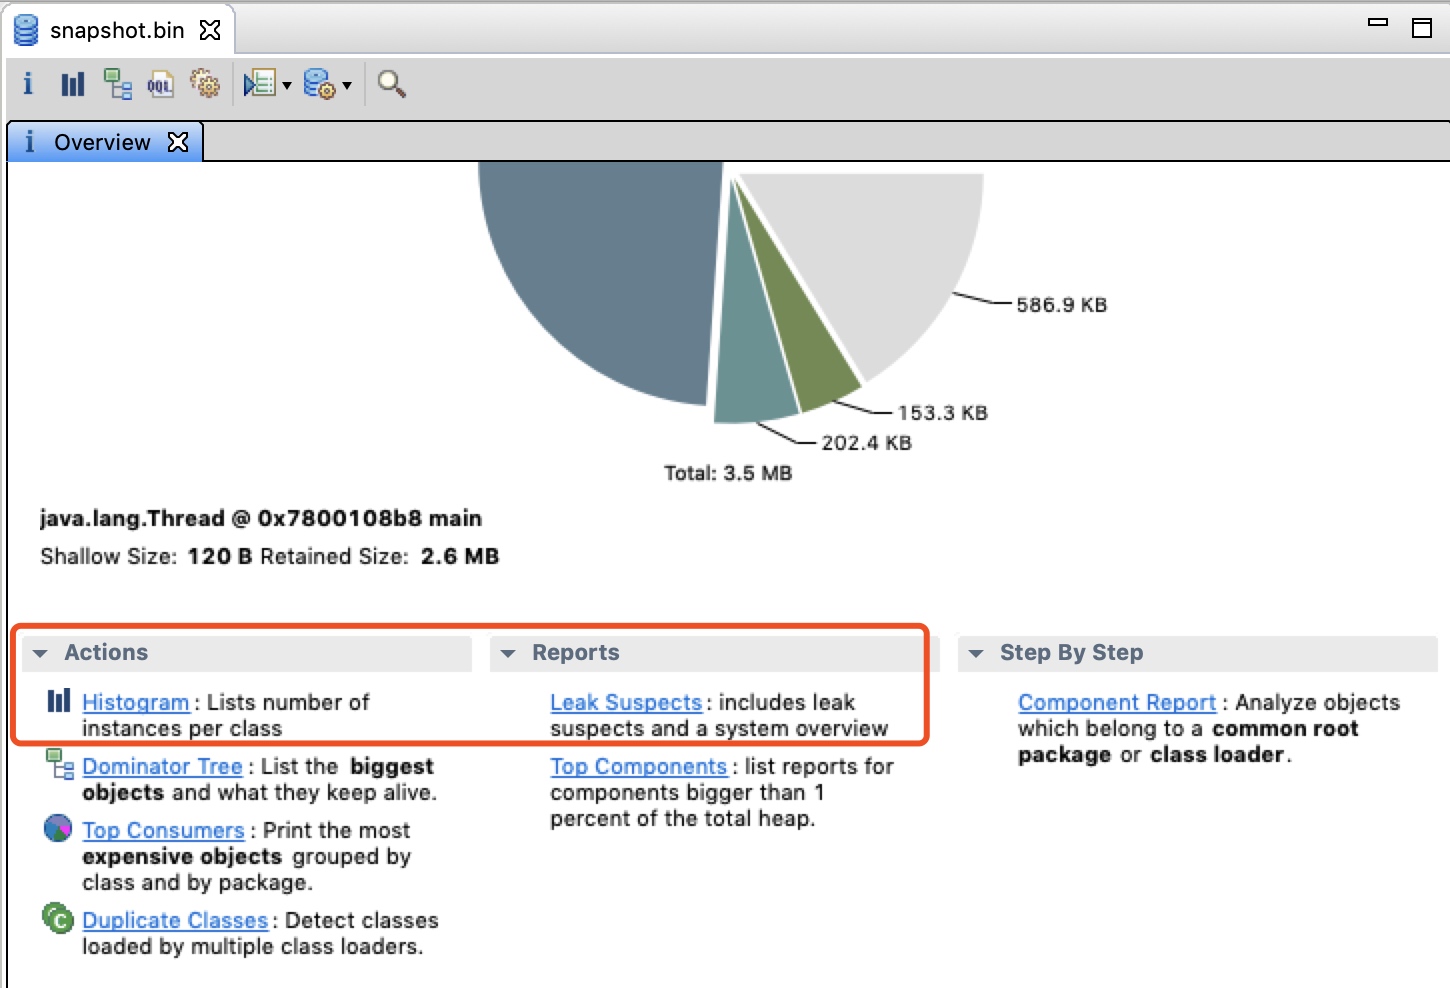 snapshot.bin
OQL
Overview
586.9 KB
153.3 KB
202.4 KB
Total: 3.5 MB
java.lang.Thread @ 0x7800108b8 main
Shallow Size: 120 B Retained Size: 2.6 MB
Actions
Histogram : Lists number of
instances per class
Dominator Tree : List the biggest
objects and what they keep alive.
Top Consumers : Print the most
expensive objects grouped by
class and by package.
Duplicate Classes : Detect classes
loaded by multiple class loaders.
Reports
Leak Suspects : includes leak
suspects and a system overview
Top Components : list reports for
components bigger than 1
percent of the total heap.
Step By Step
Component Report : Analyze objects
which belong to a common root
package or class loader.